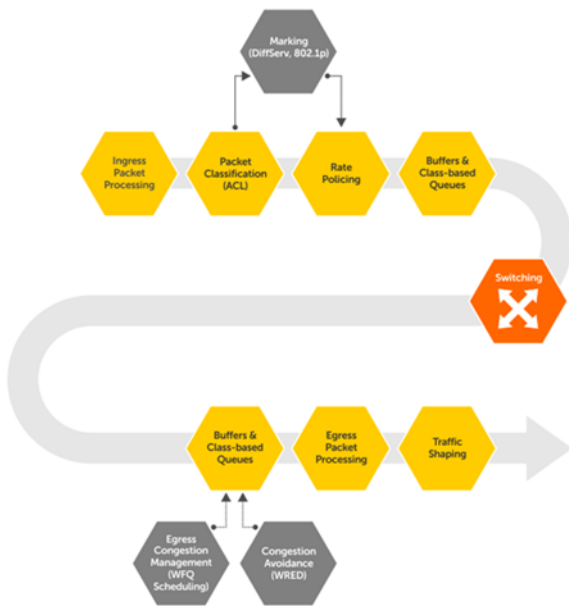 Marking
(DiffServ, 802.1p)
Ingress
Packet
Processing
Packet
Classification
(ACL)
Rate
Policing
Buffers &
Class-based
Queues
Switching
Buffers &
Class-based
Queues
Egress
Packet
Processing
Traffic
Shaping
Egress
Congestion
Management
(WFQ
Scheduling)
Congestion
Avoidance
(WRED)